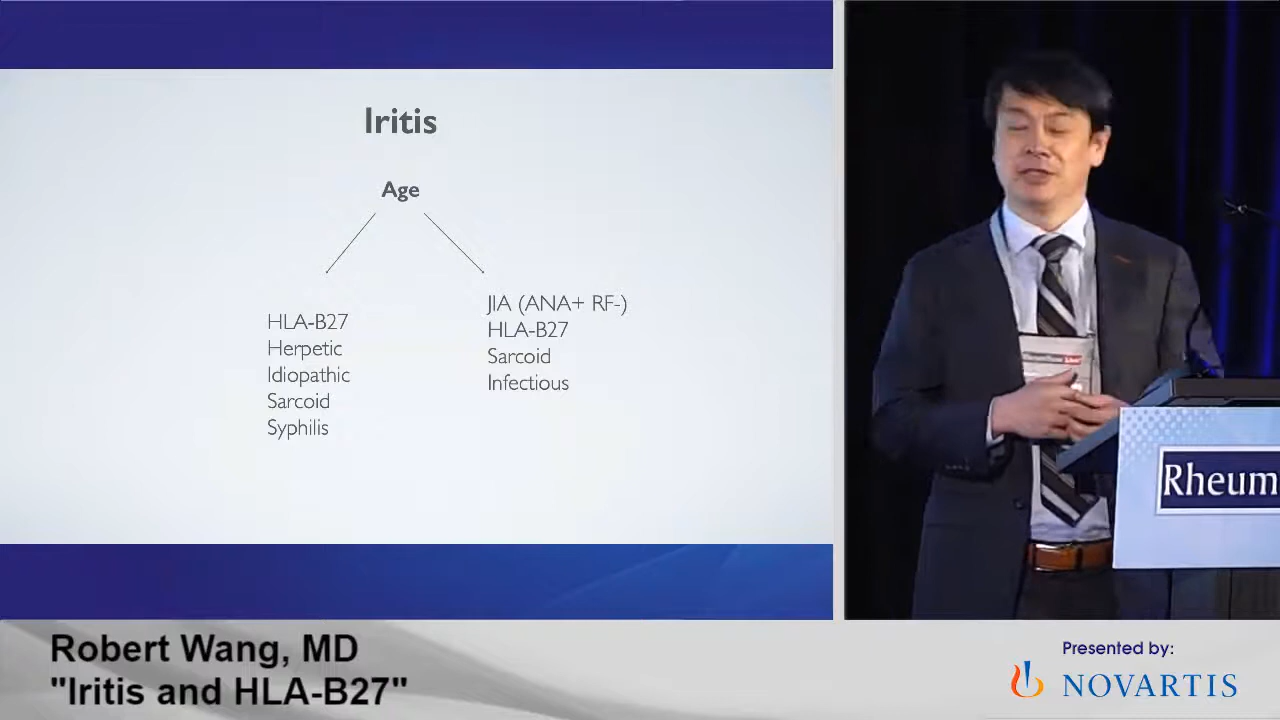 Iritis
Age
HLA-B27
Herpetic
Idiopathic
Sarcoid
Syphilis
JIA (ANA+ RF-)
HLA-B27
Sarcoid
Infectious
Rheum
Robert Wang, MD
"Iritis and HLA-B27"
Presented by:
NOVARTIS